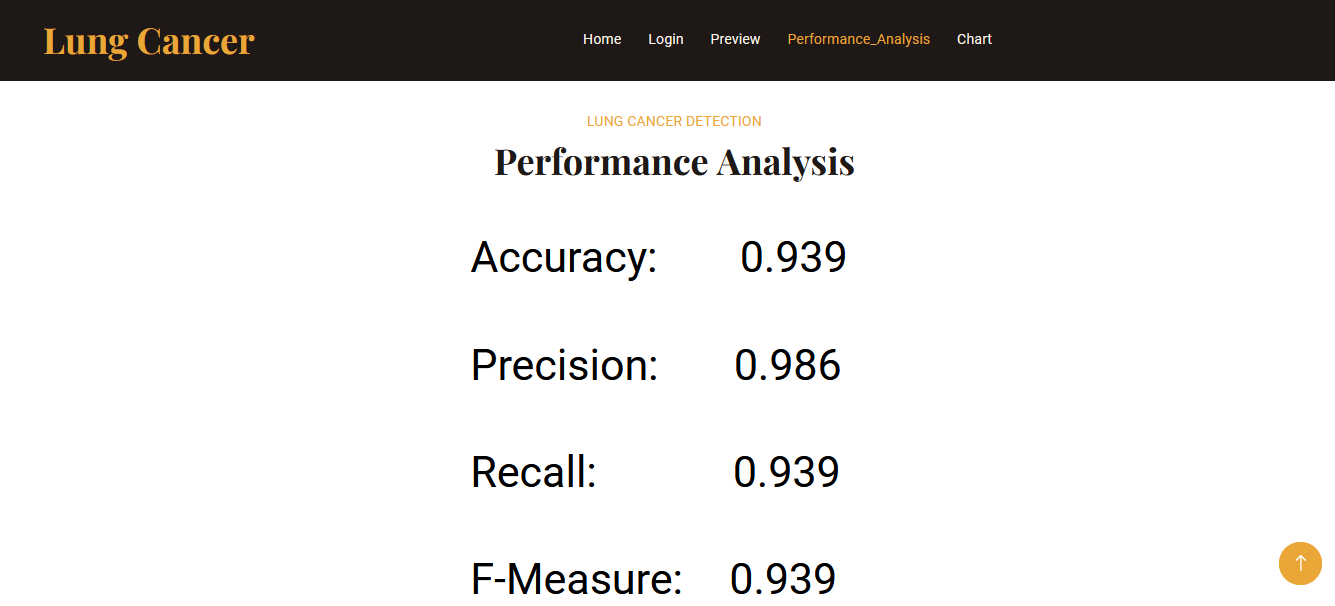 Lung Cancer
Home Login Preview Performance_Analysis Chart
LUNG CANCER DETECTION
Performance Analysis
Accuracy: 0.939
Precision: 0.986
Recall: 0.939
F-Measure: 0.939